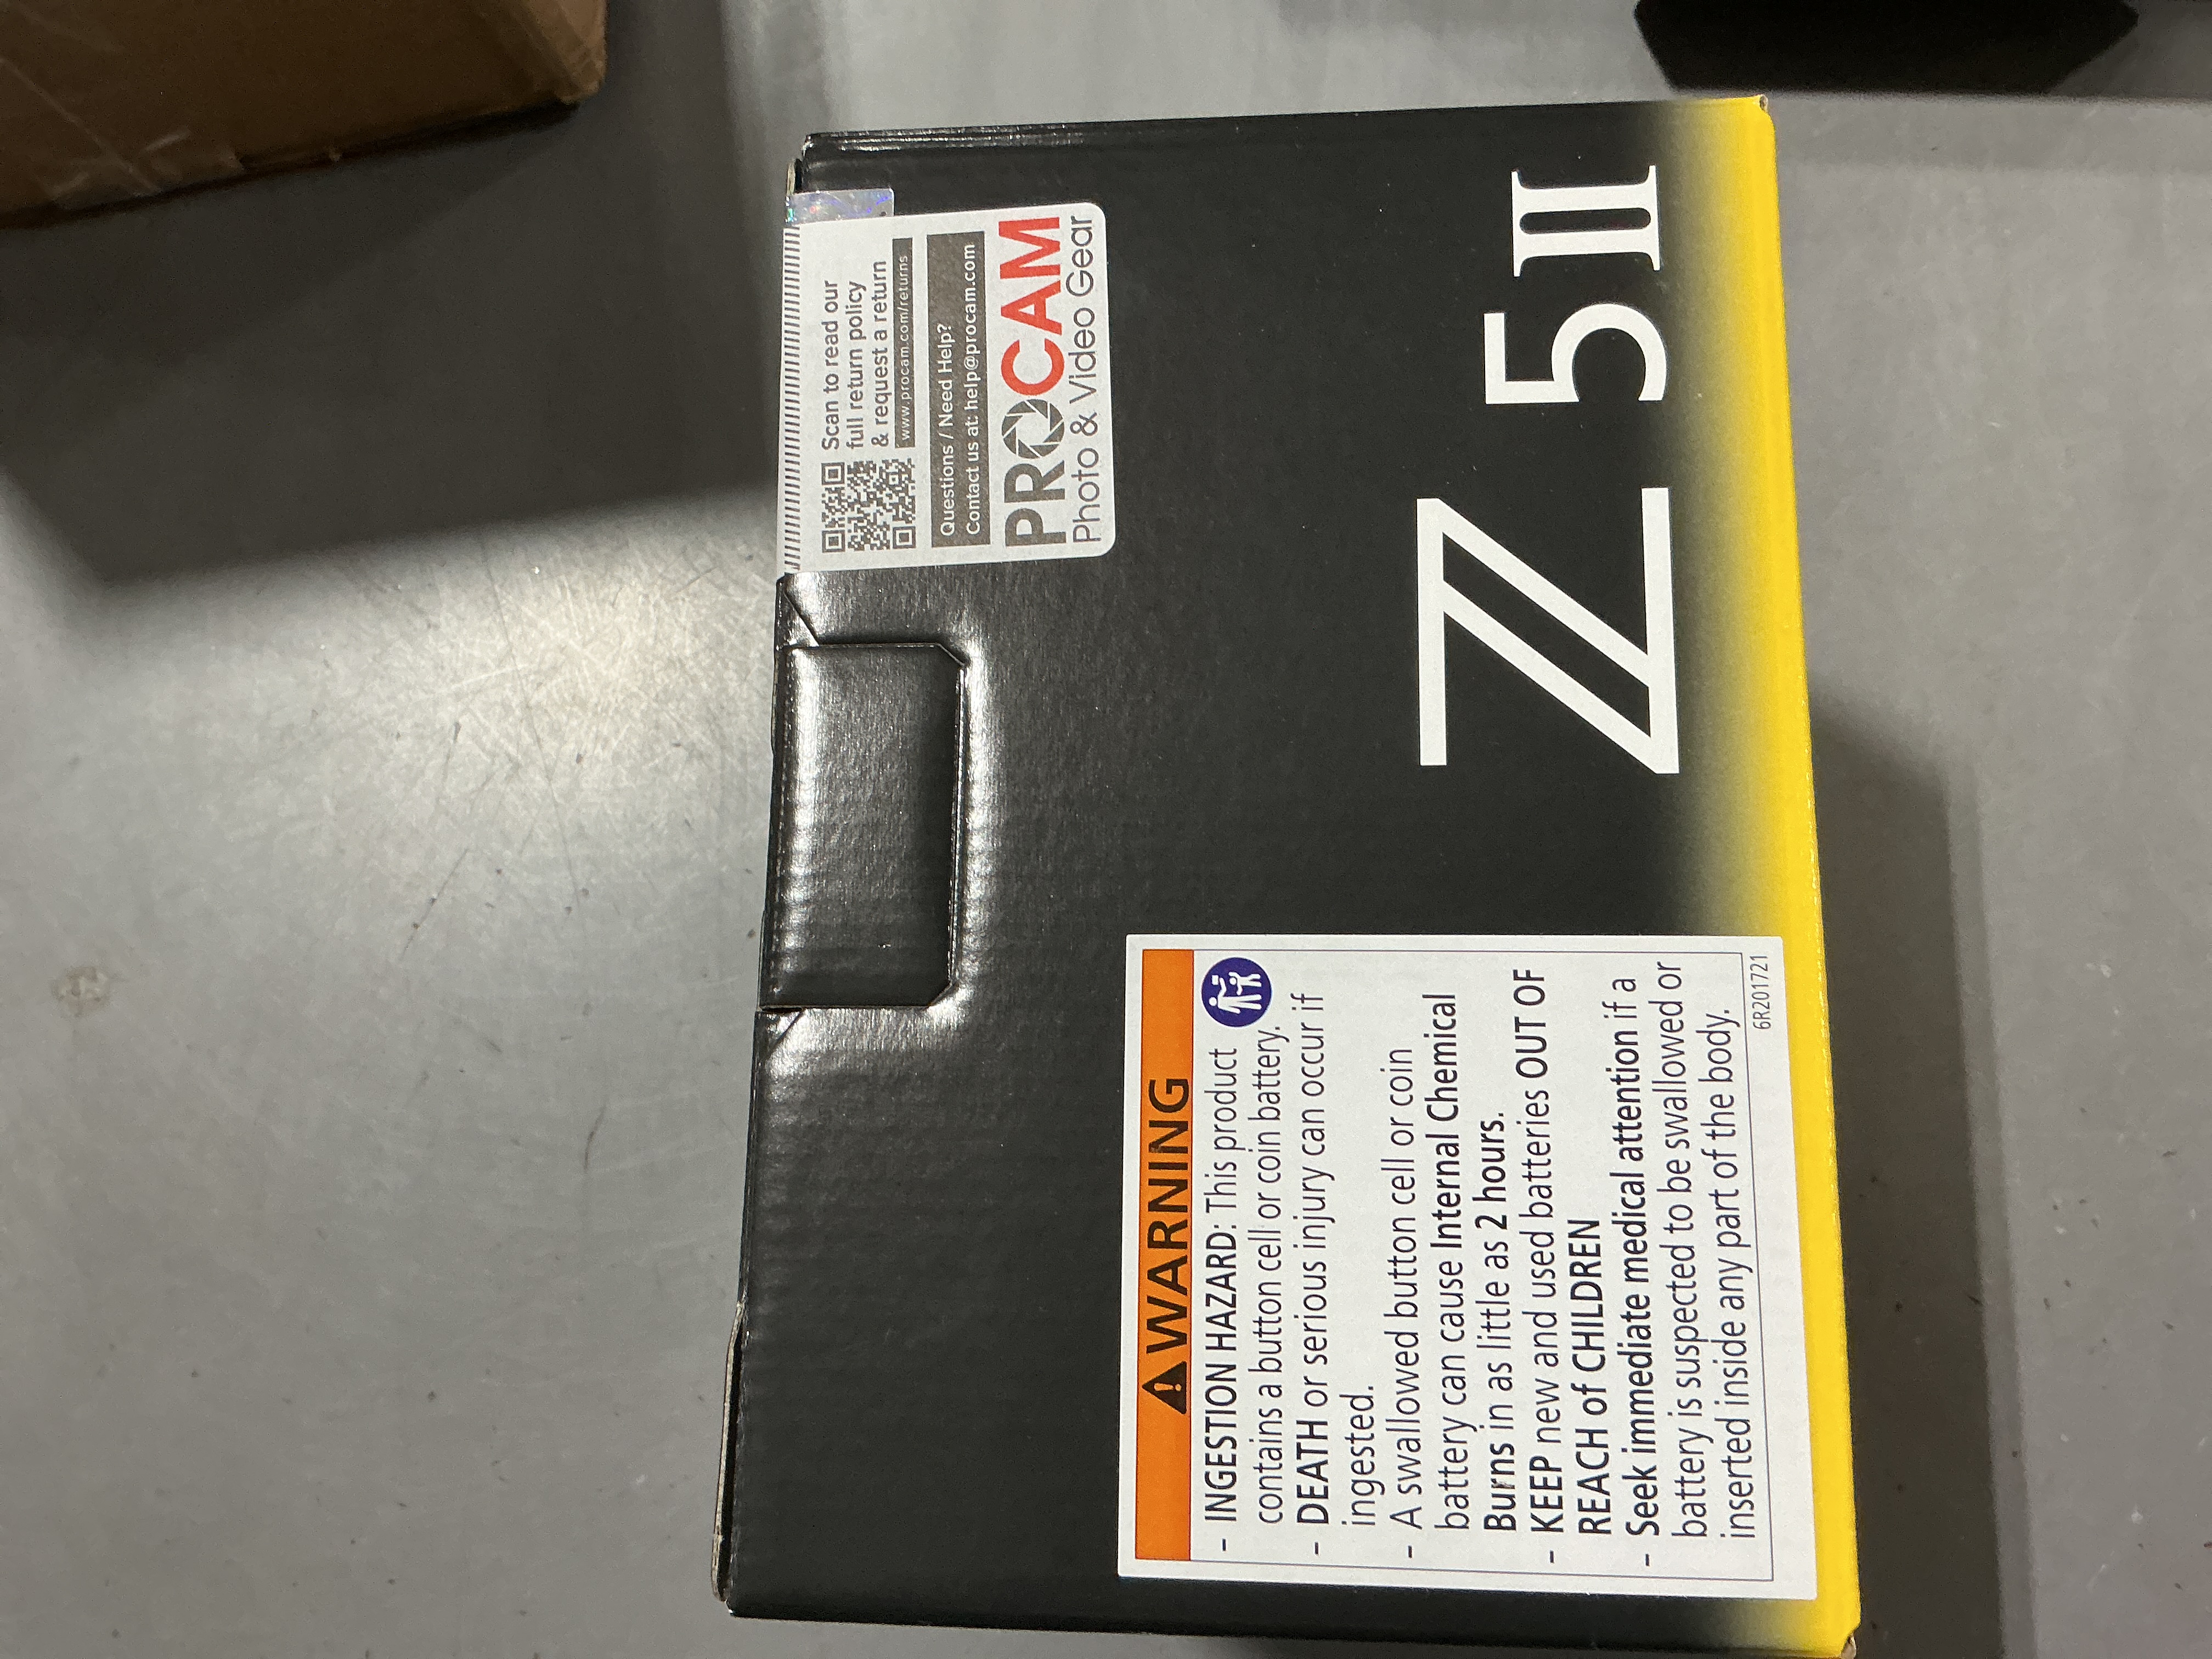 Scan to read our
full return policy
& request a return
www.procam.com/returns
Questions / Need Help?
Contact us at: help@procam.com
PROCAM
Photo & Video Gear
Z5II
WARNING
- INGESTION HAZARD: This product
contains a button cell or coin battery.
- DEATH or serious injury can occur if
ingested.
- A swallowed button cell or coin
battery can cause Internal Chemical
Burns in as little as 2 hours.
- KEEP new and used batteries OUT OF
REACH of CHILDREN
- Seek immediate medical attention if a
battery is suspected to be swallowed or
inserted inside any part of the body.
6R201721